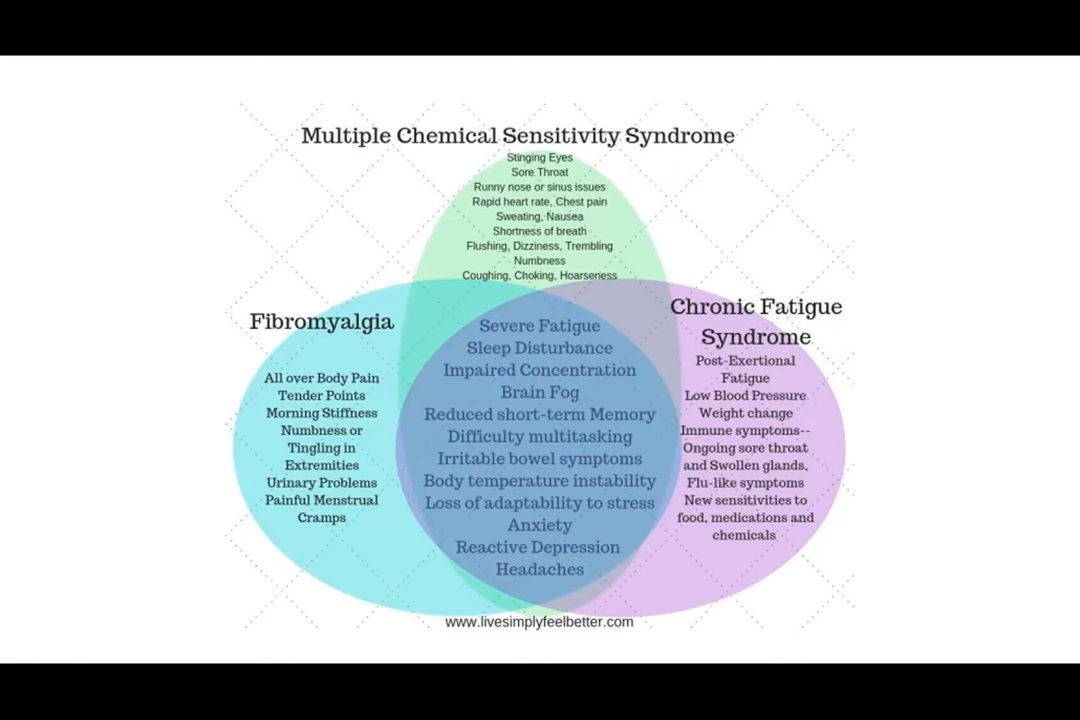 Multiple Chemical Sensitivity Syndrome
Stinging Eyes
Sore Throat
Runny nose or sinus issues
Rapid heart rate, Chest pain
Sweating, Nausea
Shortness of breath
Flushing, Dizziness, Trembling
Numbness
Coughing, Choking, Hoarseness
Fibromyalgia
All over Body Pain
Tender Points
Morning Stiffness
Numbness or
Tingling in
Extremities
Urinary Problems
Painful Menstrual
Cramps
Severe Fatigue
Sleep Disturbance
Impaired Concentration
Brain Fog
Reduced short-term Memory
Difficulty multitasking
Irritable bowel symptoms
Body temperature instability
Loss of adaptability to stress
Anxiety
Reactive Depression
Headaches
Chronic Fatigue
Syndrome
Post-Exertional
Fatigue
Low Blood Pressure
Weight change
Immune symptoms--
Ongoing sore throat
and Swollen glands,
Flu-like symptoms
New sensitivities to
food, medications and
chemicals
www.livesimplyfeelbetter.com